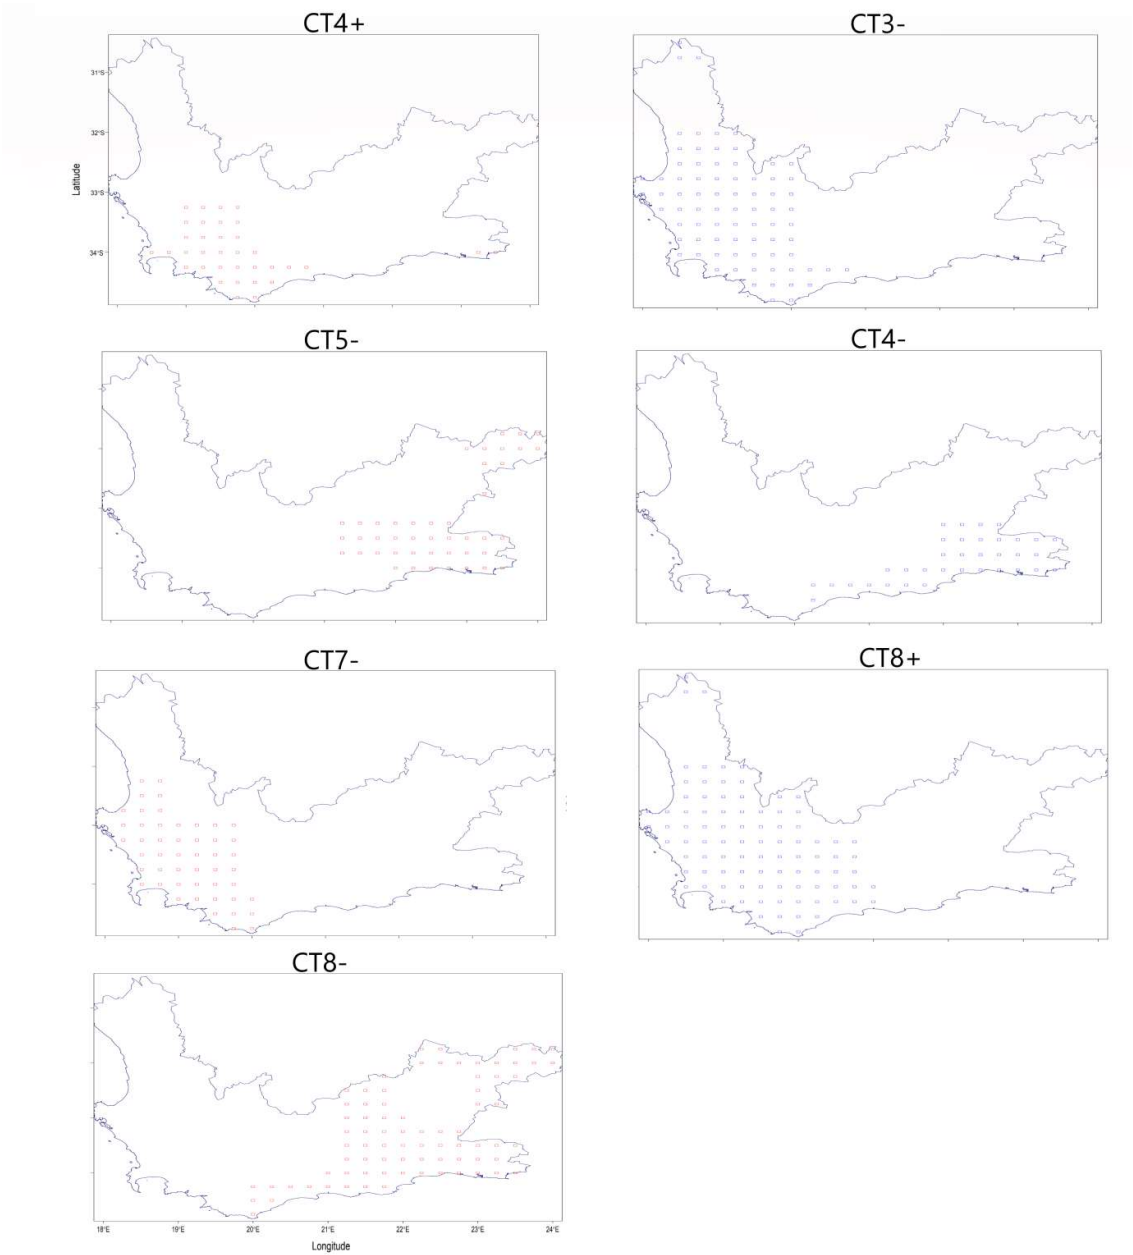 CT4+
CT3-
31°S
32°S
33°S
34°S
Latitude
CT5-
CT4-
CT7-
CT8+
CT8-
18°E 19°E 20°E 21°E 22°E 23°E 24°E
Longitude